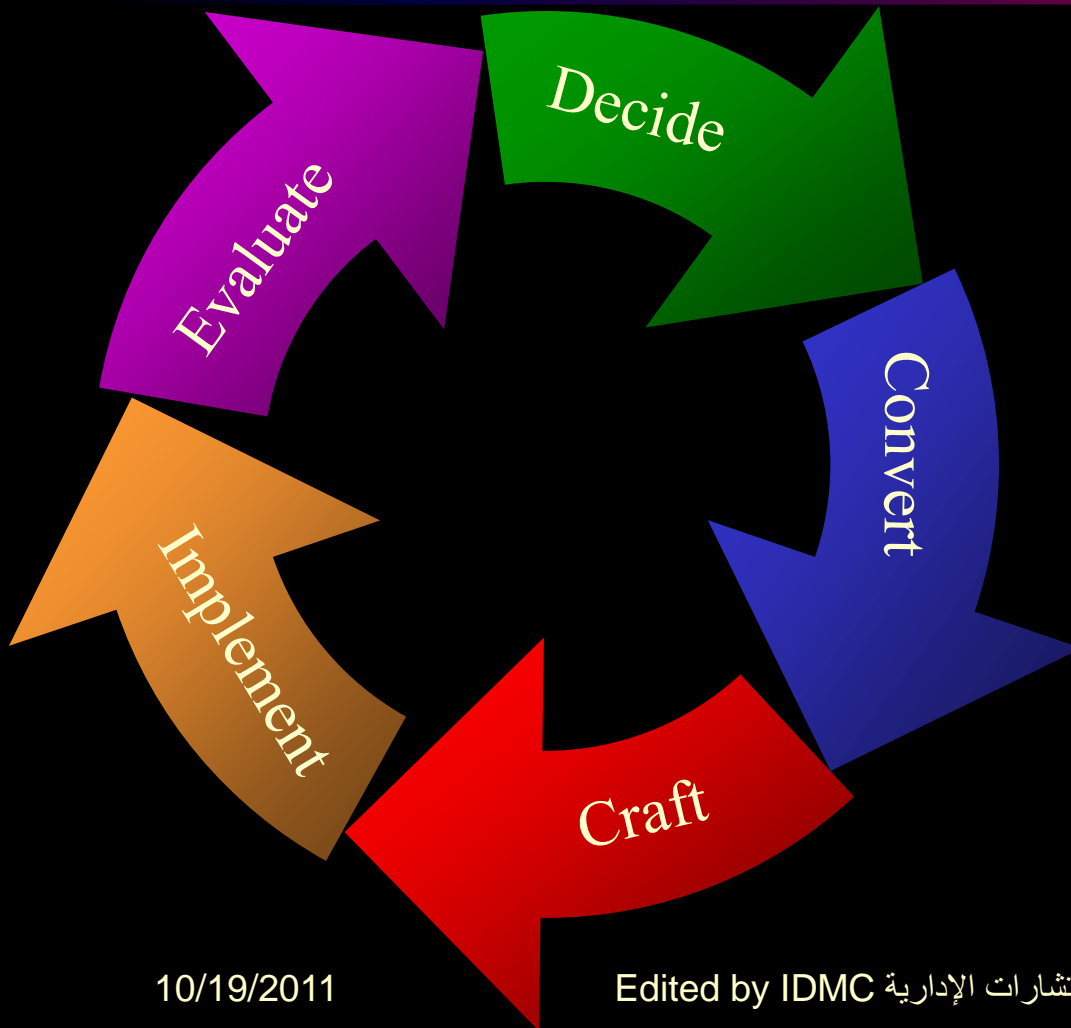 Decide
Convert
Craft
Implement
Evaluate
10/19/2011
Edited by IDMC الإدارية